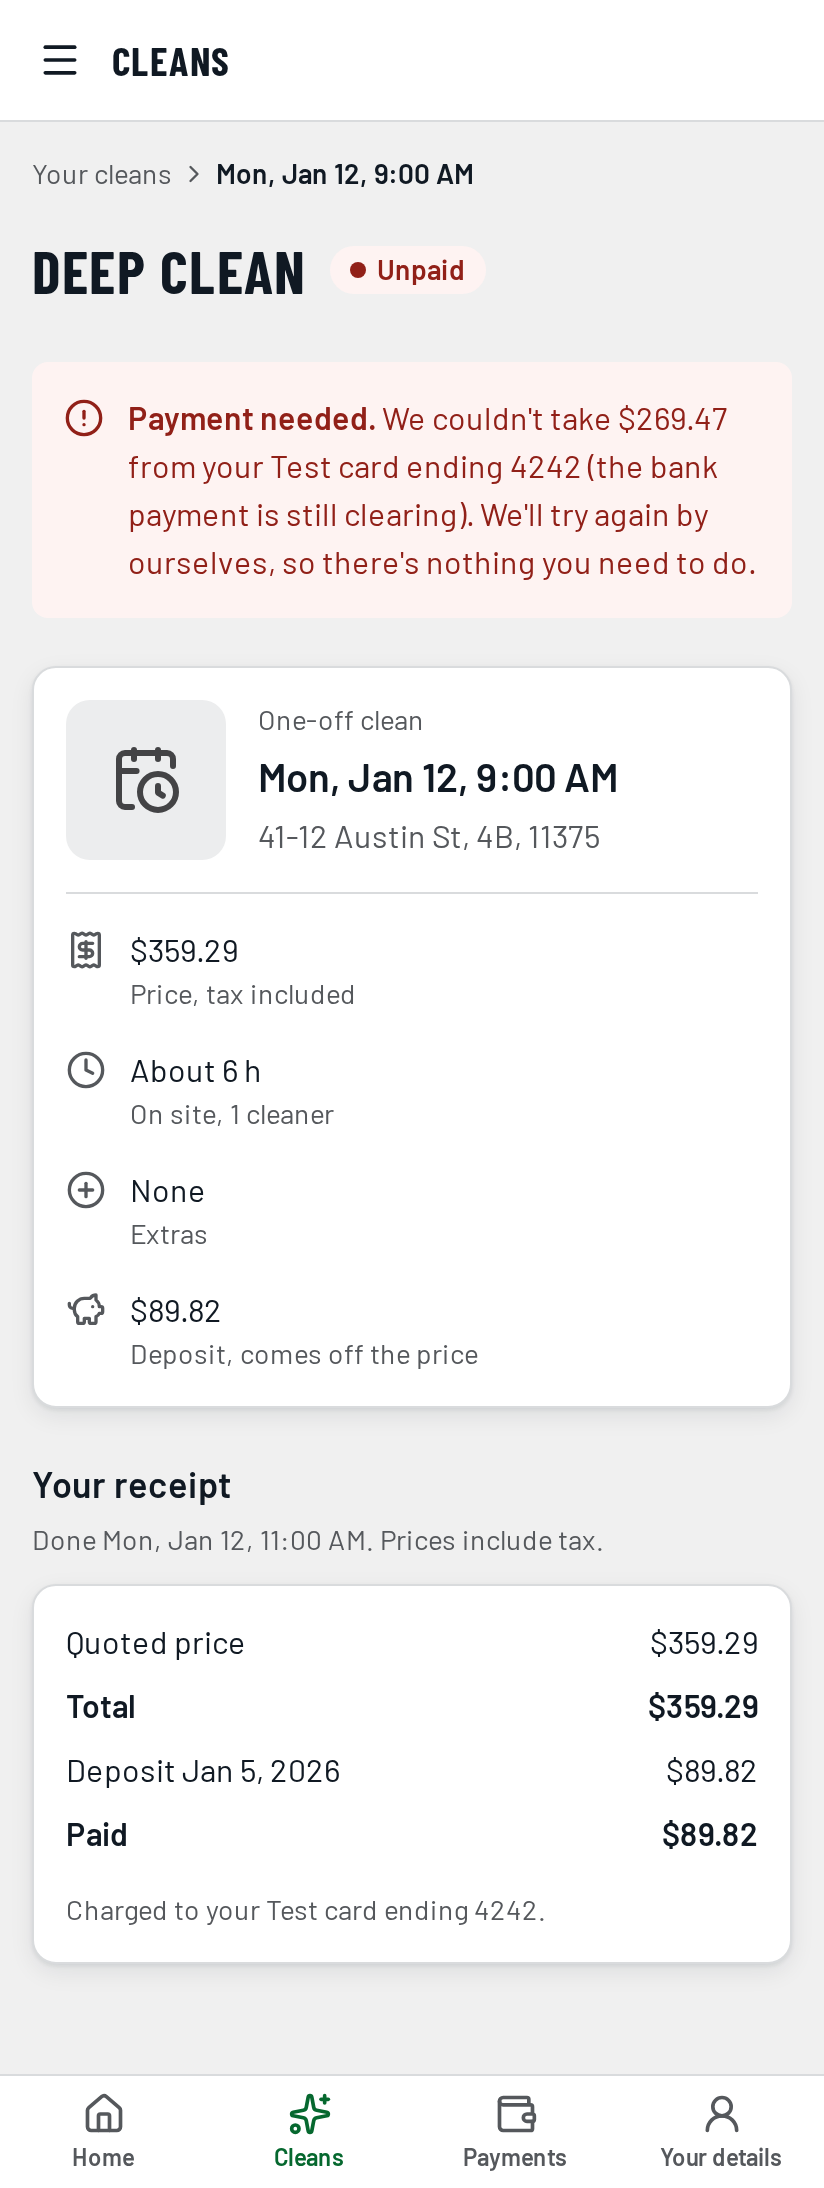 CLEANS
Your cleans > Mon, Jan 12, 9:00 AM
DEEP CLEAN
Unpaid
Payment needed. We couldn't take $269.47
from your Test card ending 4242 (the bank
payment is still clearing). We'll try again by
ourselves, so there's nothing you need to do.
One-off clean
Mon, Jan 12, 9:00 AM
41-12 Austin St, 4B, 11375
$359.29
Price, tax included
About 6 h
On site, 1 cleaner
None
Extras
$89.82
Deposit, comes off the price
Your receipt
Done Mon, Jan 12, 11:00 AM. Prices include tax.
Quoted price $359.29
Total $359.29
Deposit Jan 5, 2026 $89.82
Paid $89.82
Charged to your Test card ending 4242.
Home Cleans Payments Your details